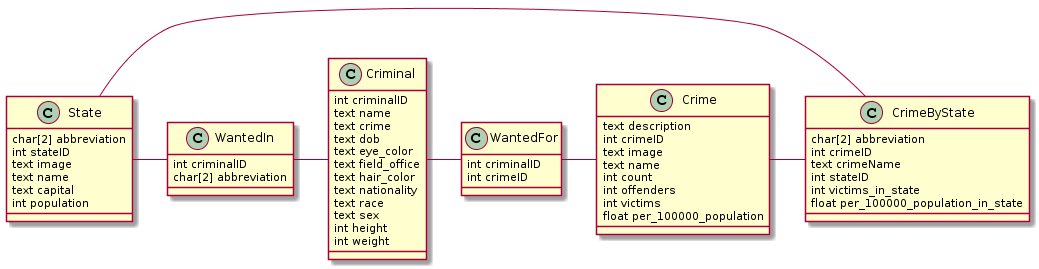 C State
char[2] abbreviation
int stateID
text image
text name
text capital
int population
C WantedIn
int criminalID
char[2] abbreviation
C Criminal
int criminalID
text name
text crime
text dob
text eye_color
text field_office
text hair_color
text nationality
text race
text sex
int height
int weight
C WantedFor
int criminalID
int crimeID
C Crime
text description
int crimeID
text image
text name
int count
int offenders
int victims
float per_100000_population
C CrimeByState
char[2] abbreviation
int crimeID
text crimeName
int stateID
int victims_in_state
float per_100000_population_in_state